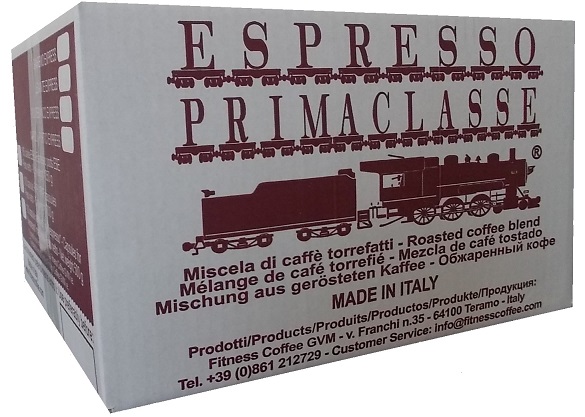 ESPRESSO
PRIMACLASSE
®
Miscela di caffè torrefatti - Roasted coffee blend
Mélange de café torrefié - Mezcla de café tostado
Mischung aus gerösteten Kaffee - Обжаренный кофе
MADE IN ITALY
Prodotti/Products/Produits/Productos/Produkte/Продукция:
Fitness Coffee GVM - v. Franchi n.35 - 64100 Teramo - Italy
Tel. +39 (0)861 212729 - Customer Service: info@fitnesscoffee.com